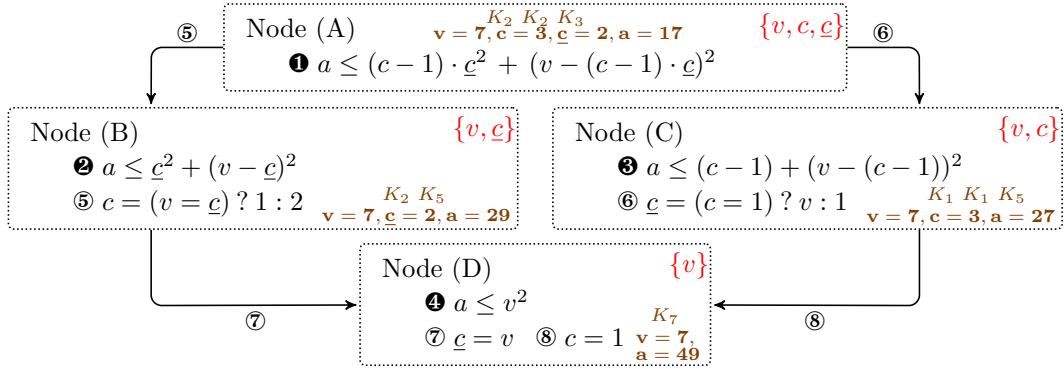 ⑤ Node (A) K₂ K₂ K₃ {v, c, c̲} ⑥
v = 7, c = 3, c̲ = 2, a = 17
❶ a ≤ (c − 1) · c̲² + (v − (c − 1) · c̲)²
Node (B) {v, c̲}
❷ a ≤ c̲² + (v − c̲)²
⑤ c = (v = c̲) ? 1 : 2 K₂ K₅
v = 7, c̲ = 2, a = 29
Node (C) {v, c}
❸ a ≤ (c − 1) + (v − (c − 1))²
⑥ c̲ = (c = 1) ? v : 1 K₁ K₁ K₅
v = 7, c = 3, a = 27
Node (D) {v}
❹ a ≤ v²
⑦ c̲ = v ⑧ c = 1 K₇
v = 7,
a = 49
⑦ ⑧